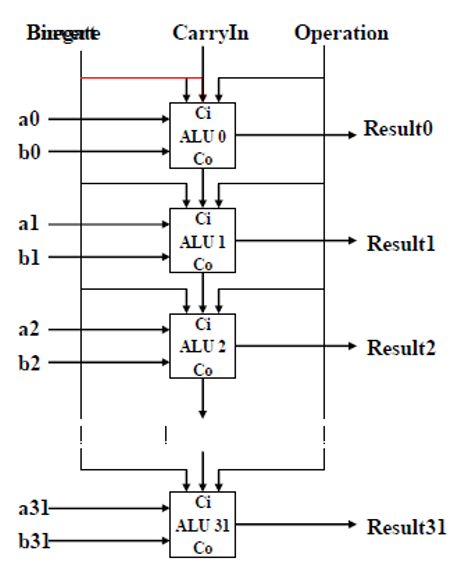 CarryIn Operation
Ci
a0 ALU 0 Result0
b0
Co
Ci
a1 ALU 1 Result1
b1
Co
Ci
a2 ALU 2 Result2
b2
Co
Ci
a31 ALU 31 Result31
b31
Co